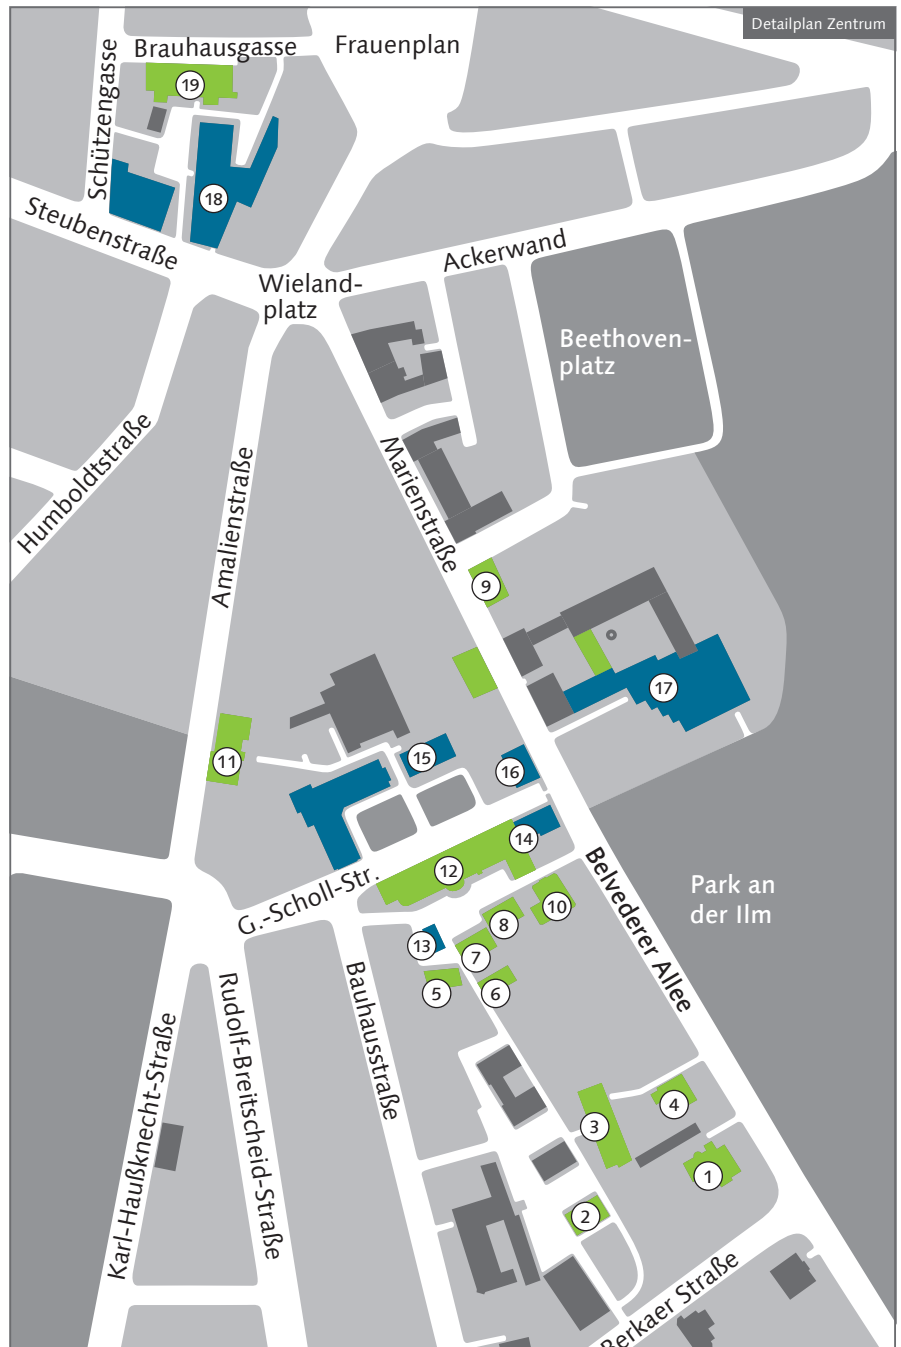 Detailplan Zentrum
Brauhausgasse
Frauenplan
Schützengasse
19
18
Steubenstraße
Ackerwand
Wieland-
platz
Beethoven-
platz
Humboldtstraße
Amalienstraße
Marienstraße
9
17
11
15
16
14
12
G.-Scholl-Str.
Belvederer Allee
Park an
der Ilm
10
8
13
7
5
6
Rudolf-Breitscheid-Straße
Bauhausstraße
Karl-Haußknecht-Straße
4
3
1
2
Berkaer Straße